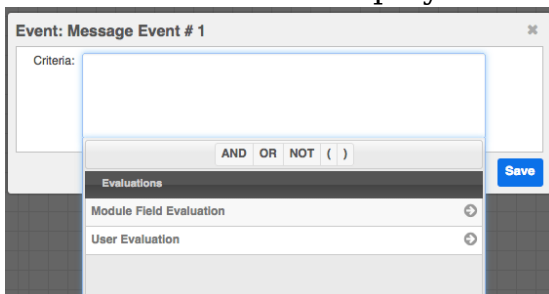 Event: Message Event # 1
Criteria:
AND OR NOT ( )
Save
Evaluations
Module Field Evaluation
User Evaluation